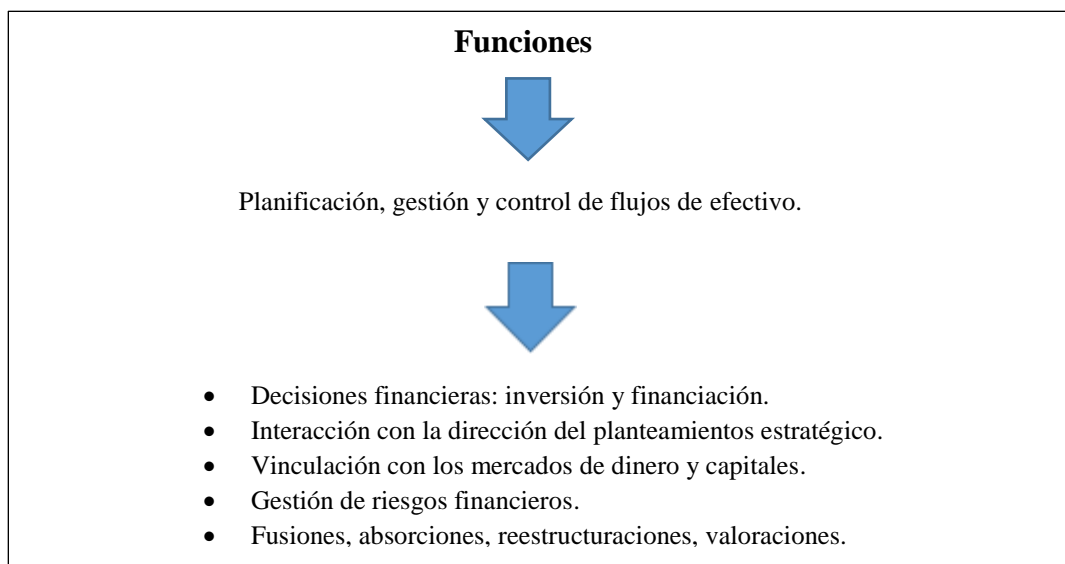 Funciones
Planificación, gestión y control de flujos de efectivo.
• Decisiones financieras: inversión y financiación.
• Interacción con la dirección del planteamientos estratégico.
• Vinculación con los mercados de dinero y capitales.
• Gestión de riesgos financieros.
• Fusiones, absorciones, reestructuraciones, valoraciones.